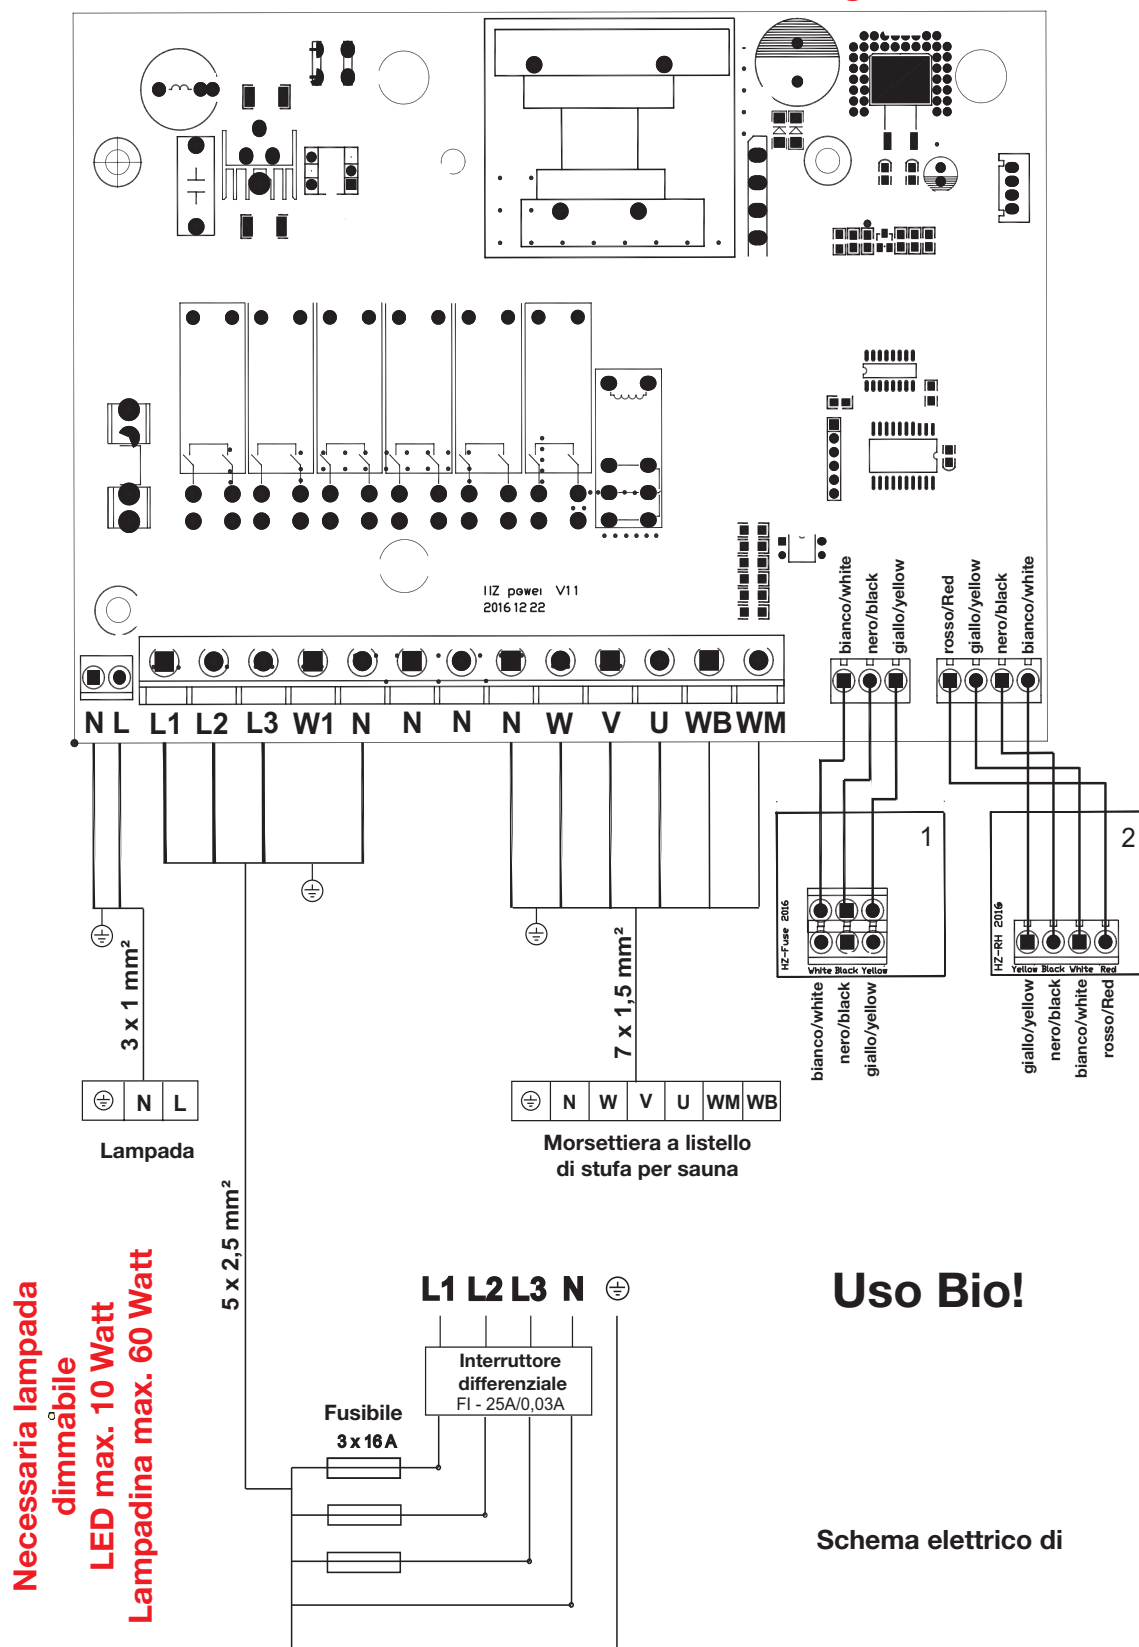 IIZ power V11
2016 12 22
bianco/white
nero/black
giallo/yellow
rosso/Red
giallo/yellow
nero/black
bianco/white
N L L1 L2 L3 W1 N N N N W V U WB WM
1
2
HZ-Fuse 2016
White Black Yellow
HZ-RH 2016
Yellow Black White Red
bianco/white
nero/black
giallo/yellow
giallo/yellow
nero/black
bianco/white
rosso/Red
3 x 1 mm²
7 x 1,5 mm²
N L
Lampada
N W V U WM WB
Morsettiera a listello
di stufa per sauna
5 x 2,5 mm²
Necessaria lampada
dimmabile
LED max. 10 Watt
Lampadina max. 60 Watt
L1 L2 L3 N
Interruttore
differenziale
FI - 25A/0,03A
Fusibile
3 x 16 A
Uso Bio!
Schema elettrico di